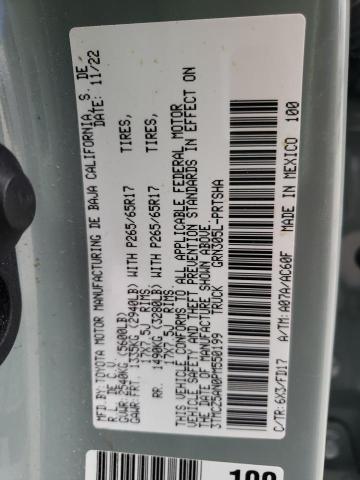 MFD. BY: TOYOTA MOTOR MANUFACTURING DE BAJA CALIFORNIA, S. DE
R. L. DE C. V. DATE: 11/22
GVWR: 2540KG (5600LB)
GAWR: FRT. 1335KG (2940LB) WITH P265/65R17 TIRES,
17X7.5J RIMS.
RR. 1490KG (3280LB) WITH P265/65R17 TIRES,
17X7.5J RIMS.
THIS VEHICLE CONFORMS TO ALL APPLICABLE FEDERAL MOTOR
VEHICLE SAFETY AND THEFT PREVENTION STANDARDS IN EFFECT ON
THE DATE OF MANUFACTURE SHOWN ABOVE.
3TMCZ5AN0PM550199 TRUCK GRN305L-PRTSHA
C/TR: 6X3/FD17 A/TM: A07A/AC60F MADE IN MEXICO 100